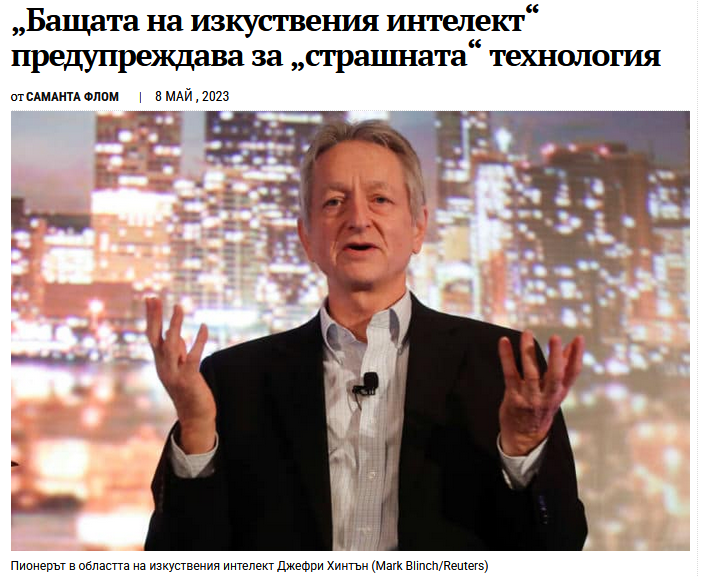 „Бащата на изкуствения интелект“
предупреждава за „страшната“ технология
от САМАНТА ФЛОМ | 8 МАЙ , 2023
Пионерът в областта на изкуствения интелект Джефри Хинтън (Mark Blinch/Reuters)